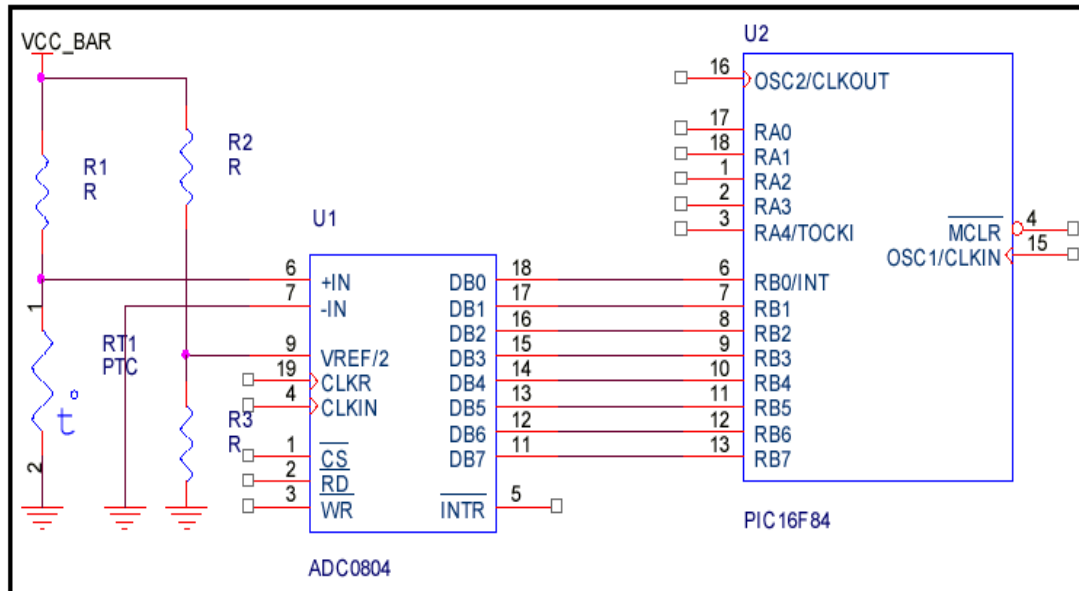 VCC_BAR
R1
R
R2
R
1
RT1
PTC
t°
2
R3
R
U1
6
+IN
7
-IN
9
VREF/2
19
CLKR
4
CLKIN
1
CS
2
RD
3
WR
DB0
18
DB1
17
DB2
16
DB3
15
DB4
14
DB5
13
DB6
12
DB7
11
INTR
5
ADC0804
U2
16
OSC2/CLKOUT
17
RA0
18
RA1
1
RA2
2
RA3
3
RA4/TOCKI
MCLR
4
OSC1/CLKIN
15
6
RB0/INT
7
RB1
8
RB2
9
RB3
10
RB4
11
RB5
12
RB6
13
RB7
PIC16F84